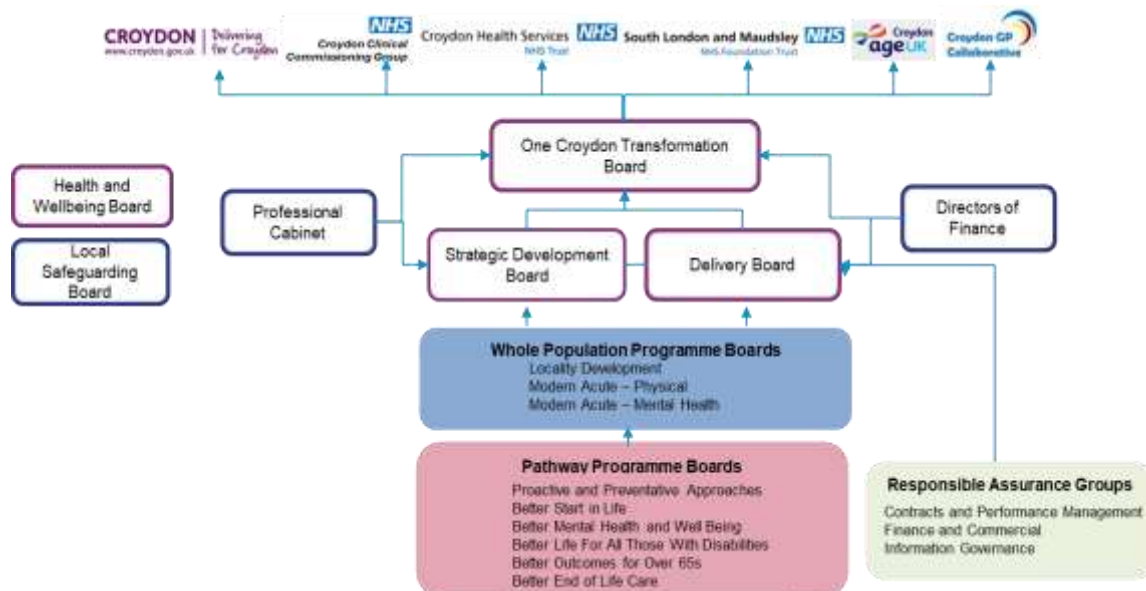 CROYDON
www.croydon.gov.uk
Delivering
for Croydon
NHS
Croydon Clinical
Commissioning Group
Croydon Health Services NHS
NHS Trust
South London and Maudsley NHS
NHS Foundation Trust
Croydon
age UK
Croydon GP
Collaborative
One Croydon Transformation
Board
Health and
Wellbeing Board
Professional
Cabinet
Directors of
Finance
Local
Safeguarding
Board
Strategic Development
Board
Delivery Board
Whole Population Programme Boards
Locality Development
Modern Acute – Physical
Modern Acute – Mental Health
Pathway Programme Boards
Proactive and Preventative Approaches
Better Start in Life
Better Mental Health and Well Being
Better Life For All Those With Disabilities
Better Outcomes for Over 65s
Better End of Life Care
Responsible Assurance Groups
Contracts and Performance Management
Finance and Commercial
Information Governance